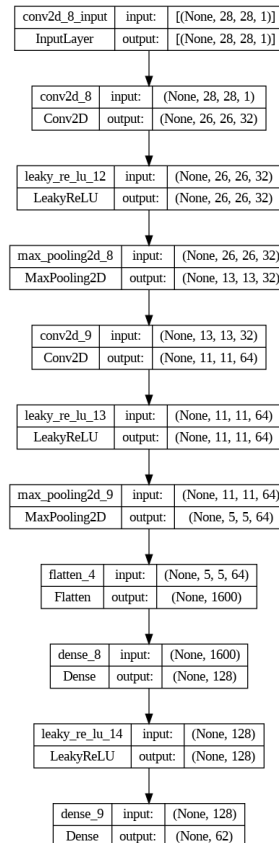 conv2d_8_input input: [(None, 28, 28, 1)]
InputLayer output: [(None, 28, 28, 1)]
conv2d_8 input: (None, 28, 28, 1)
Conv2D output: (None, 26, 26, 32)
leaky_re_lu_12 input: (None, 26, 26, 32)
LeakyReLU output: (None, 26, 26, 32)
max_pooling2d_8 input: (None, 26, 26, 32)
MaxPooling2D output: (None, 13, 13, 32)
conv2d_9 input: (None, 13, 13, 32)
Conv2D output: (None, 11, 11, 64)
leaky_re_lu_13 input: (None, 11, 11, 64)
LeakyReLU output: (None, 11, 11, 64)
max_pooling2d_9 input: (None, 11, 11, 64)
MaxPooling2D output: (None, 5, 5, 64)
flatten_4 input: (None, 5, 5, 64)
Flatten output: (None, 1600)
dense_8 input: (None, 1600)
Dense output: (None, 128)
leaky_re_lu_14 input: (None, 128)
LeakyReLU output: (None, 128)
dense_9 input: (None, 128)
Dense output: (None, 62)